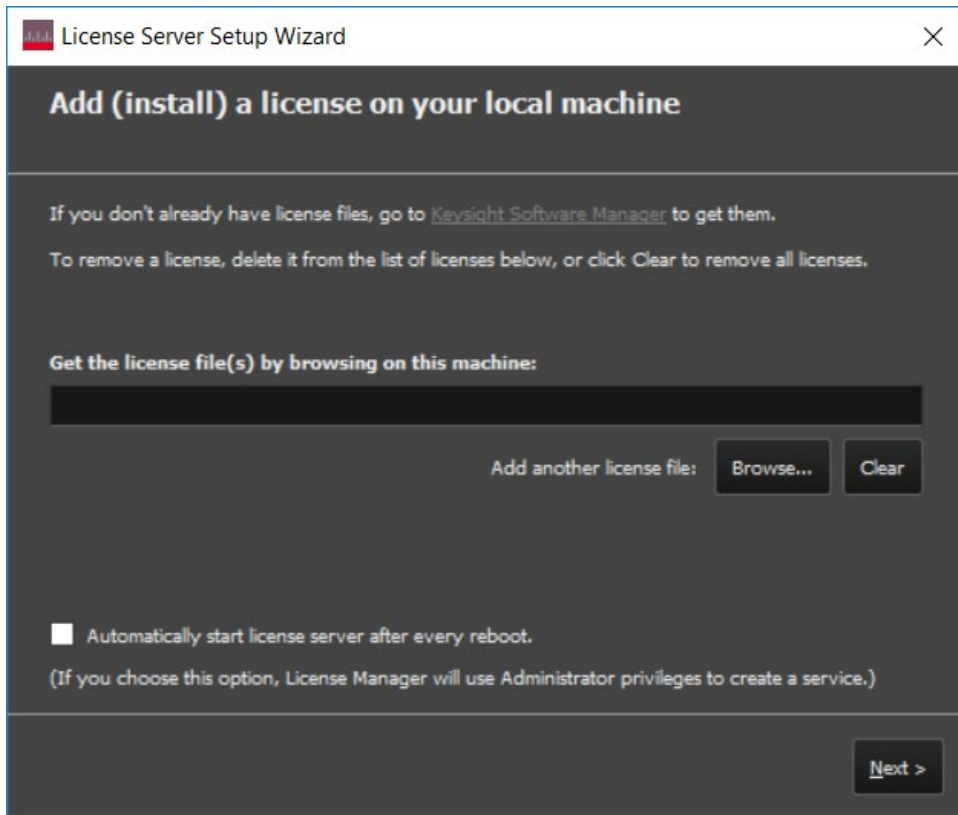 License Server Setup Wizard
Add (install) a license on your local machine
If you don't already have license files, go to Keysight Software Manager to get them.
To remove a license, delete it from the list of licenses below, or click Clear to remove all licenses.
Get the license file(s) by browsing on this machine:
Add another license file: Browse... Clear
Automatically start license server after every reboot.
(If you choose this option, License Manager will use Administrator privileges to create a service.)
Next >